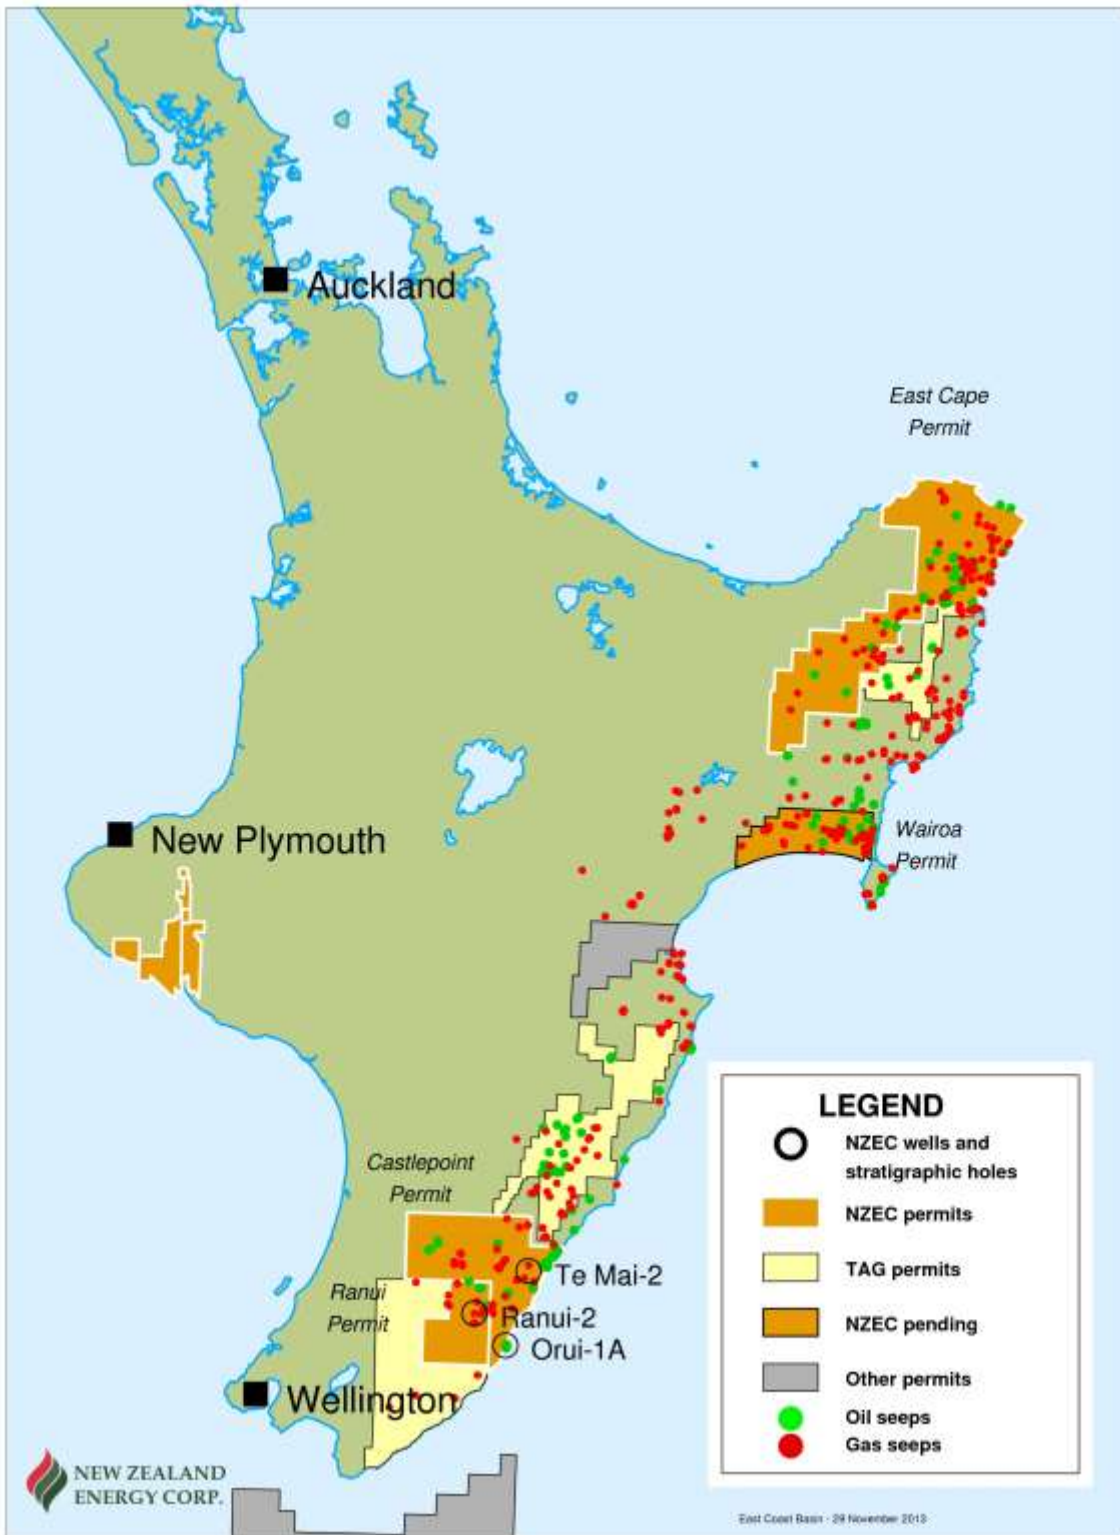 Auckland
East Cape
Permit
New Plymouth
Wairoa
Permit
Castlepoint
Permit
Te Mai-2
Ranui
Permit
Ranui-2
Orui-1A
Wellington
LEGEND
NZEC wells and
stratigraphic holes
NZEC permits
TAG permits
NZEC pending
Other permits
Oil seeps
Gas seeps
NEW ZEALAND
ENERGY CORP.
East Coast Basin - 29 November 2013